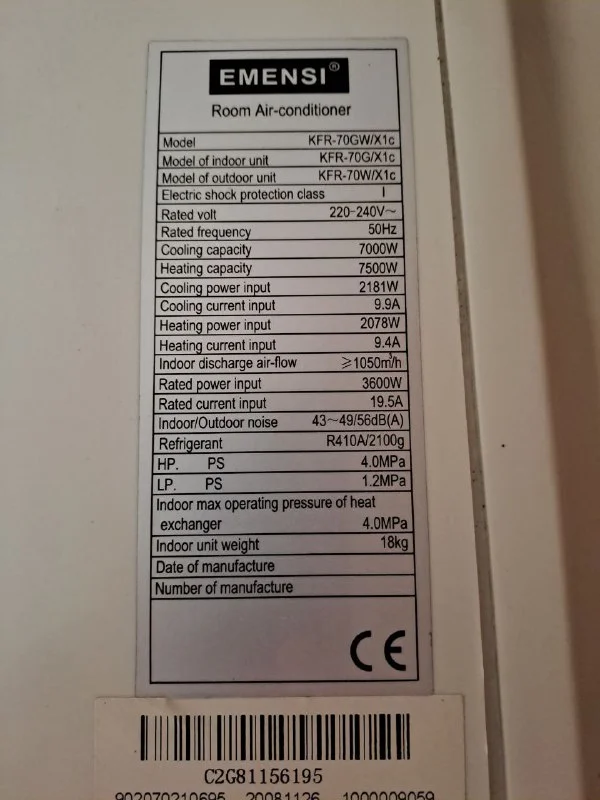 EMENSI®
Room Air-conditioner
Model KFR-70GW/X1c
Model of indoor unit KFR-70G/X1c
Model of outdoor unit KFR-70W/X1c
Electric shock protection class I
Rated volt 220-240V~
Rated frequency 50Hz
Cooling capacity 7000W
Heating capacity 7500W
Cooling power input 2181W
Cooling current input 9.9A
Heating power input 2078W
Heating current input 9.4A
Indoor discharge air-flow ≥1050m³/h
Rated power input 3600W
Rated current input 19.5A
Indoor/Outdoor noise 43~49/56dB(A)
Refrigerant R410A/2100g
HP. PS 4.0MPa
LP. PS 1.2MPa
Indoor max operating pressure of heat
exchanger 4.0MPa
Indoor unit weight 18kg
Date of manufacture
Number of manufacture
CE
C2G81156195
902070210695 20081126 1000009059